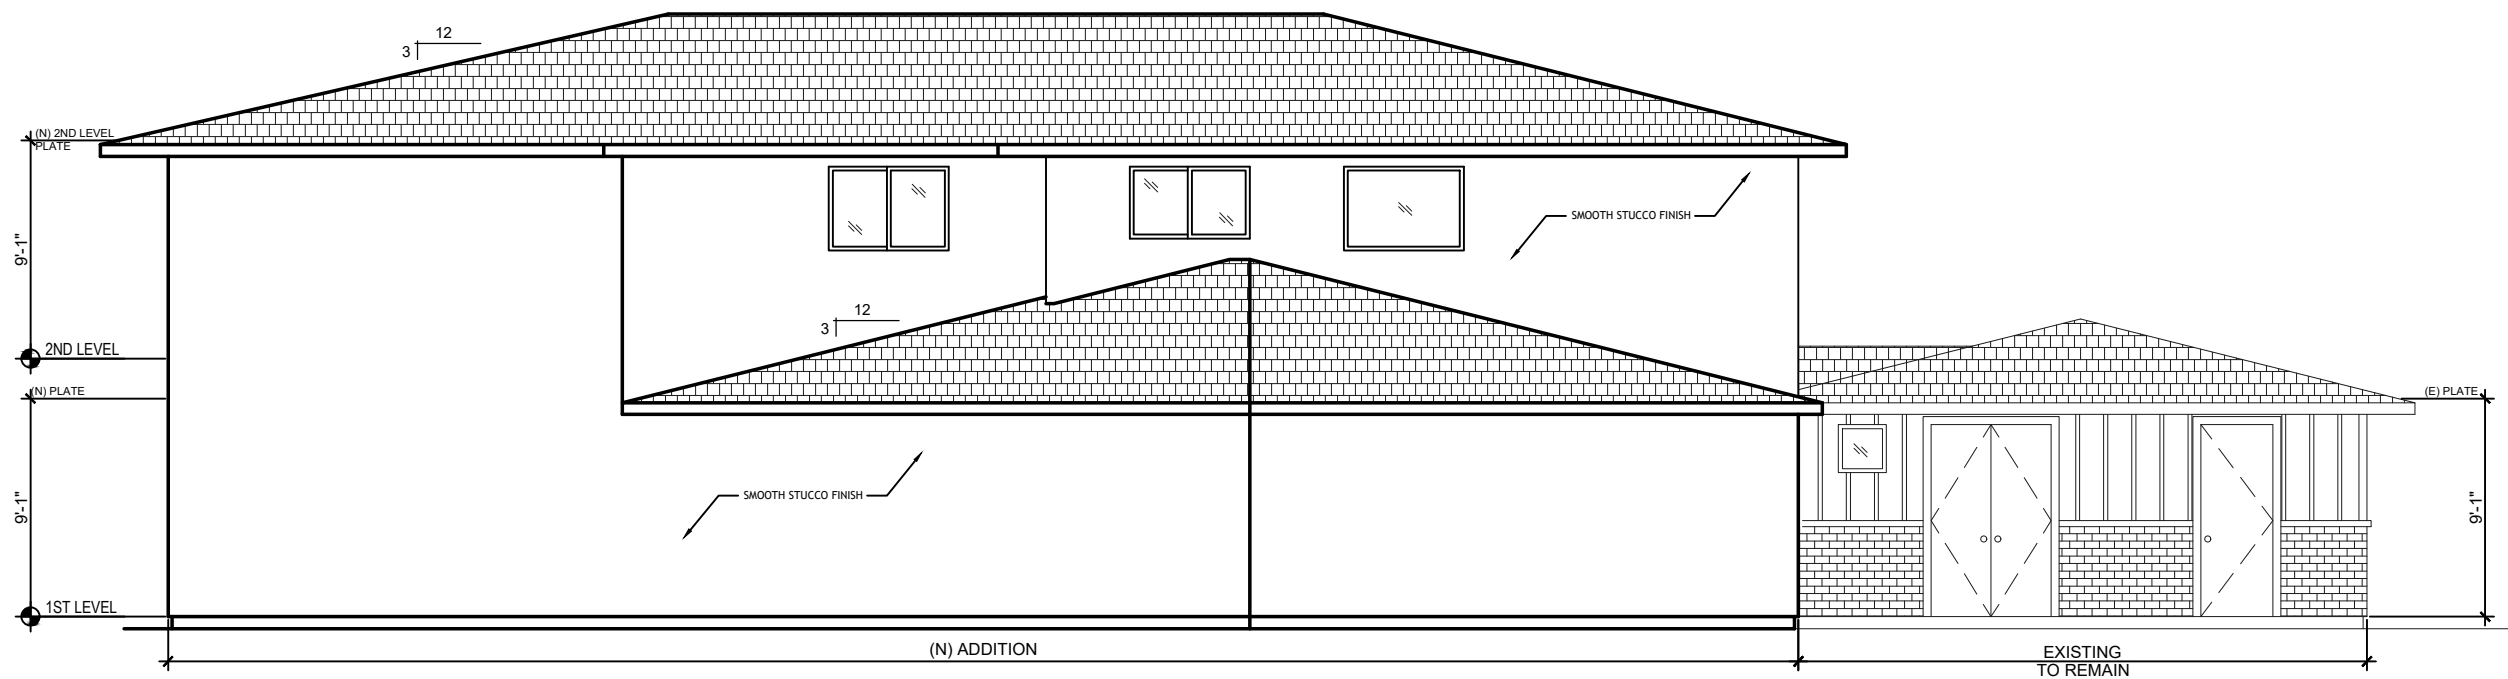 12
3
(N) 2ND LEVEL
PLATE
9'-1"
SMOOTH STUCCO FINISH
12
3
2ND LEVEL
(N) PLATE
(E) PLATE
SMOOTH STUCCO FINISH
9'-1"
9'-1"
1ST LEVEL
(N) ADDITION
EXISTING
TO REMAIN